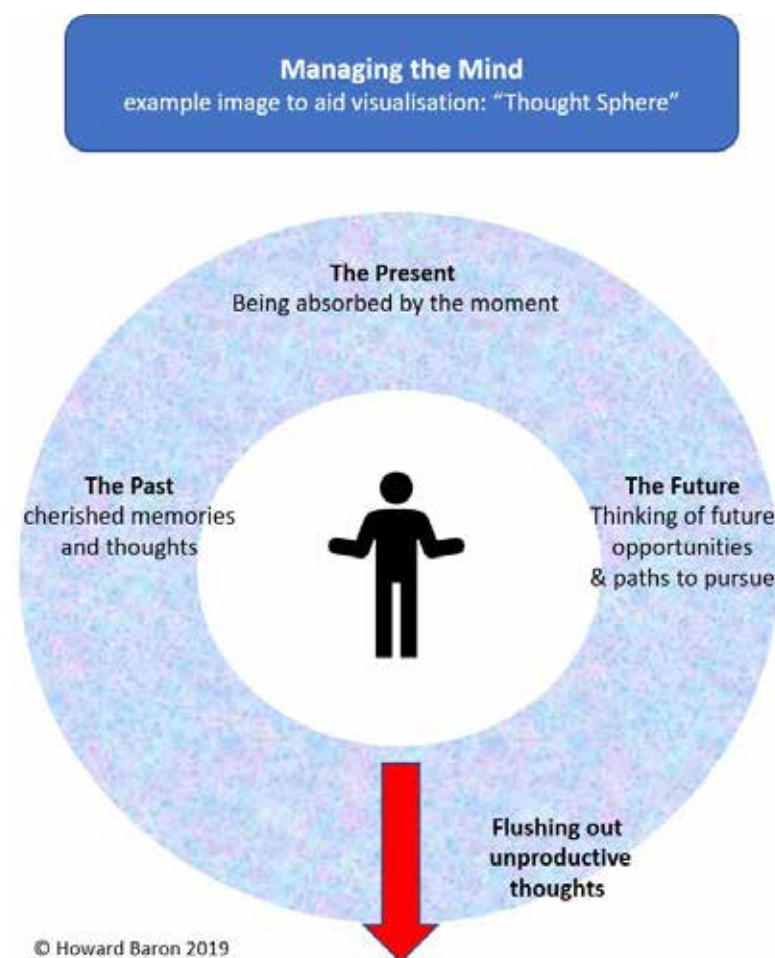 Managing the Mind
example image to aid visualisation: “Thought Sphere”
The Present
Being absorbed by the moment
The Past
cherished memories
and thoughts
The Future
Thinking of future
opportunities
& paths to pursue
Flushing out
unproductive
thoughts
© Howard Baron 2019